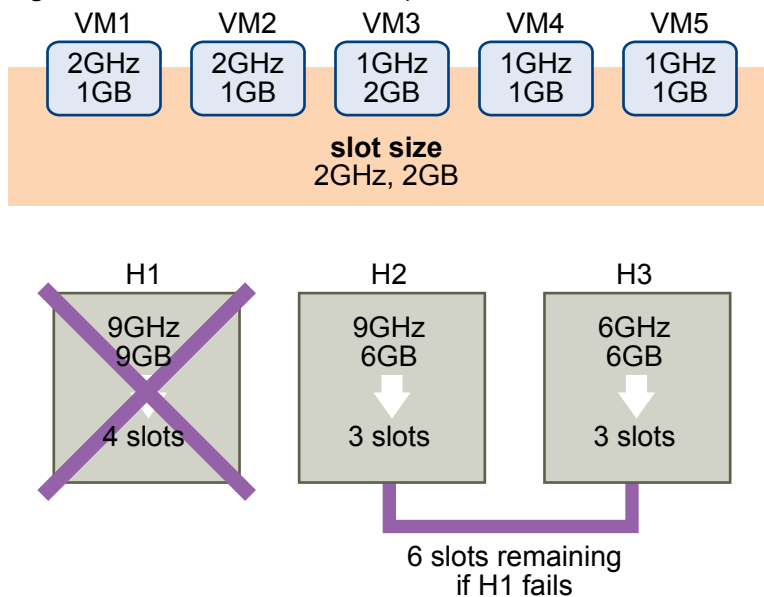 VM1 VM2 VM3 VM4 VM5
2GHz 2GHz 1GHz 1GHz 1GHz
1GB 1GB 2GB 1GB 1GB
slot size
2GHz, 2GB
H1 H2 H3
9GHz 9GHz 6GHz
9GB 6GB 6GB
4 slots 3 slots 3 slots
6 slots remaining
if H1 fails